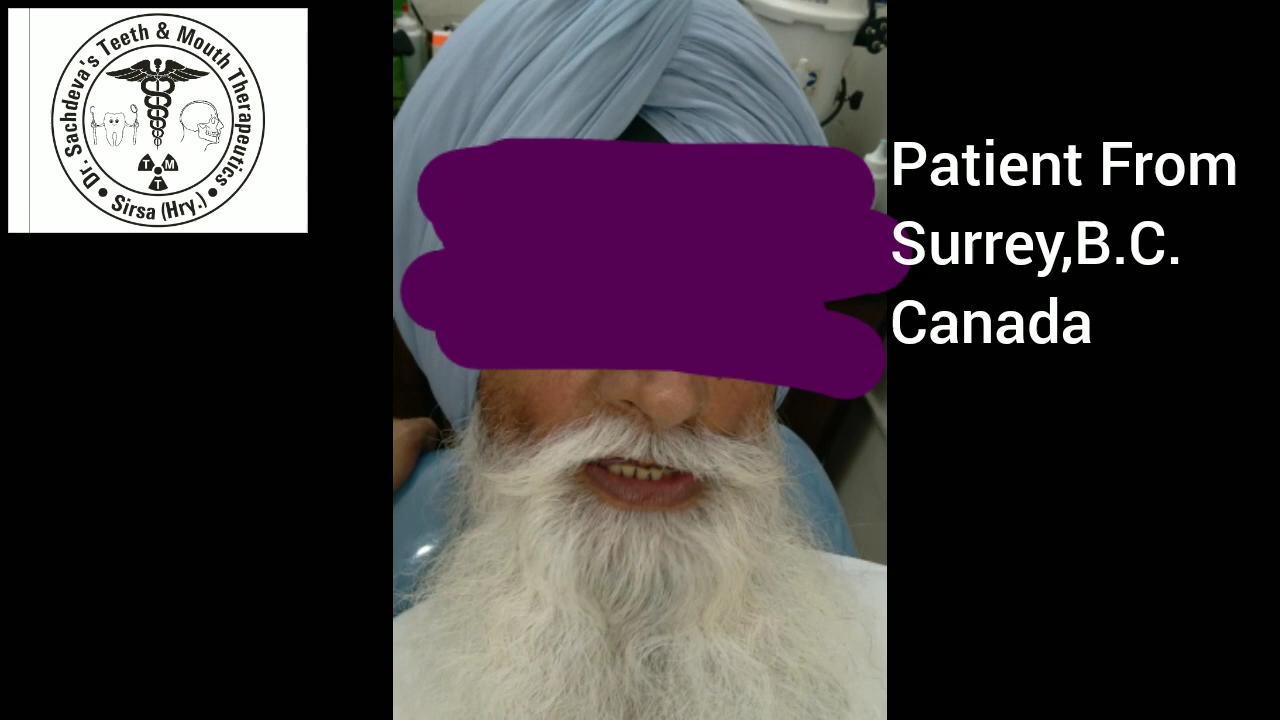 Dr. Sachdeva's Teeth & Mouth Therapeutics
Sirsa (Hry.)
T M
T
Patient From
Surrey,B.C.
Canada